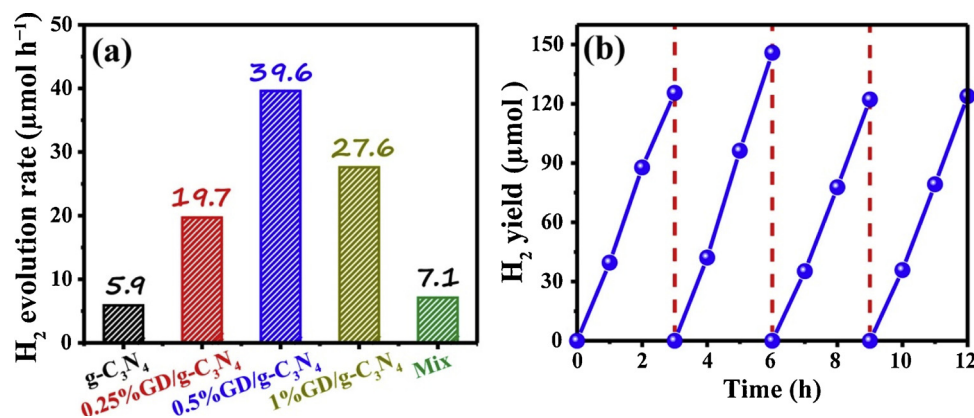 (a)
H₂ evolution rate (μmol h⁻¹)
50
40
30
20
10
0
5.9
19.7
39.6
27.6
7.1
g-C₃N₄
0.25%GD/g-C₃N₄
0.5%GD/g-C₃N₄
1%GD/g-C₃N₄
Mix
(b)
H₂ yield (μmol)
150
120
90
60
30
0
0 2 4 6 8 10 12
Time (h)